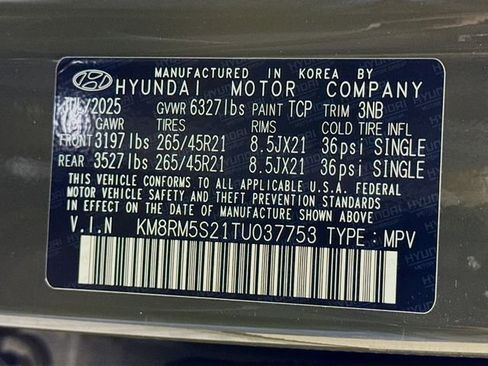 MANUFACTURED IN KOREA BY
HYUNDAI MOTOR COMPANY
JUL/2025 GVWR 6327lbs PAINT TCP TRIM 3NB
GAWR TIRES RIMS COLD TIRE INFL
FRONT 3197lbs 265/45R21 8.5JX21 36psi SINGLE
REAR 3527lbs 265/45R21 8.5JX21 36psi SINGLE
THIS VEHICLE CONFORMS TO ALL APPLICABLE U.S.A. FEDERAL
MOTOR VEHICLE SAFETY, BUMPER, AND THEFT PREVENTION STANDARDS
IN EFFECT ON THE DATE OF MANUFACTURE SHOWN ABOVE.
V.I.N KM8RM5S21TU037753 TYPE: MPV